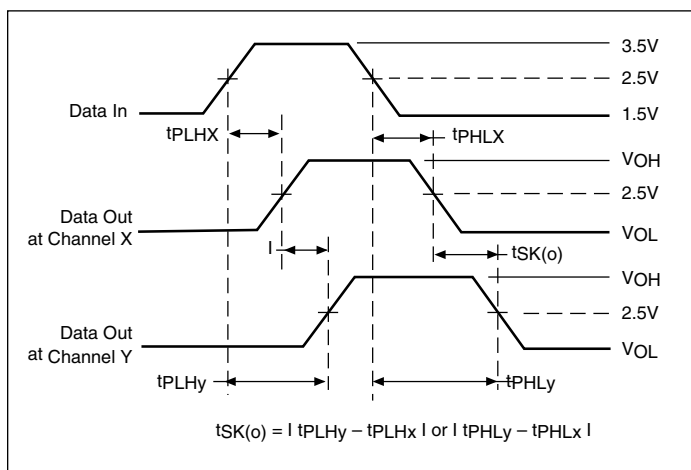 3.5V
2.5V
Data In
1.5V
tPLHX
tPHLX
VOH
2.5V
Data Out
at Channel X
VOL
I
tSK(o)
VOH
2.5V
Data Out
at Channel Y
VOL
tPLHy
tPHLy
tSK(o) = I tPLHy – tPLHx I or I tPHLy – tPHLx I